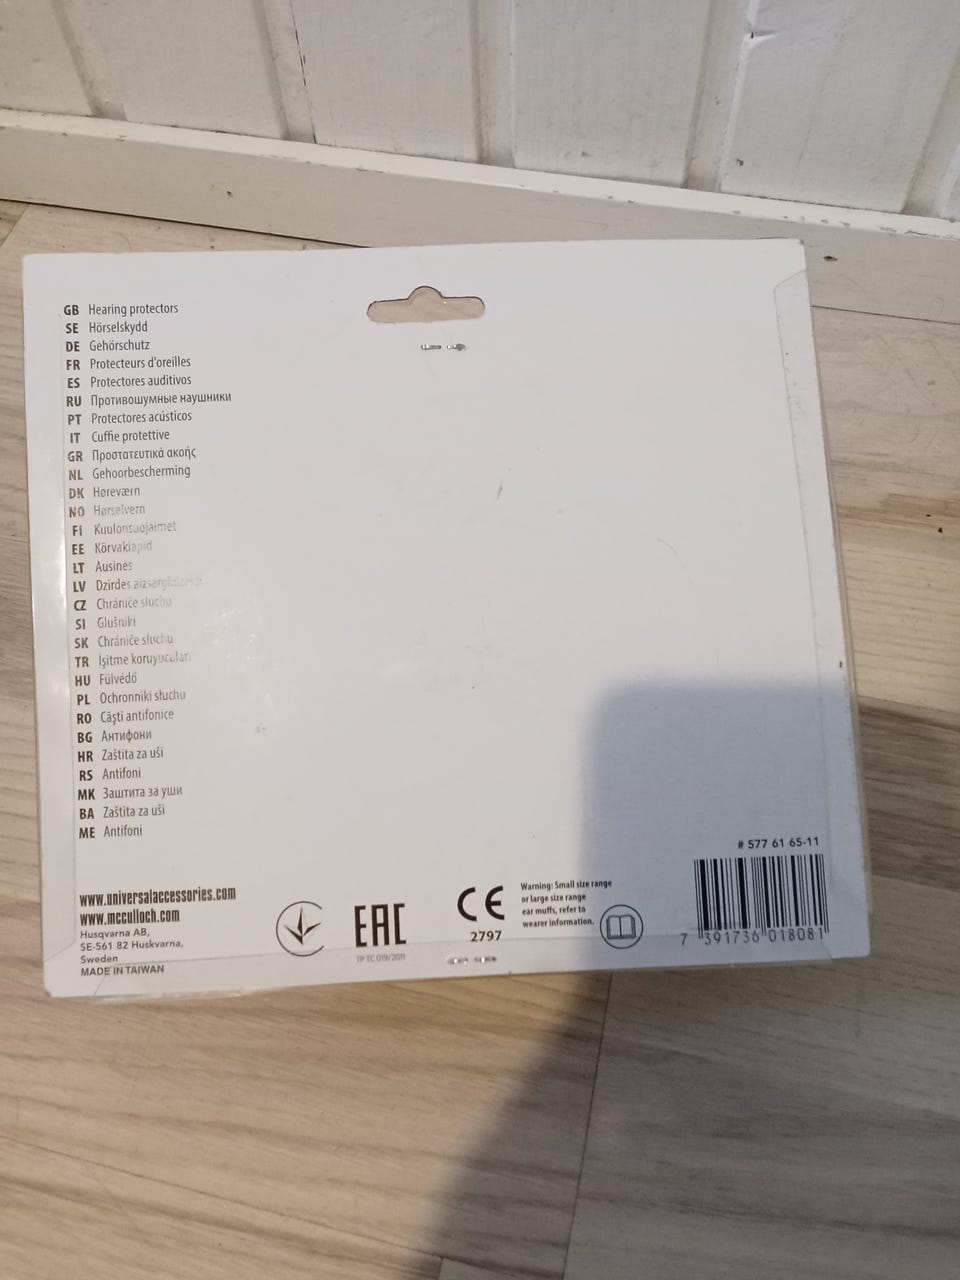 GB Hearing protectors
SE Hörselskydd
DE Gehörschutz
FR Protecteurs d'oreilles
ES Protectores auditivos
RU Противошумные наушники
PT Protectores acústicos
IT Cuffie protettive
GR Προστατευτικά ακοής
NL Gehoorbescherming
DK Høreværn
NO Hørselvern
FI Kuulonsuojaimet
EE Kõrvaklapid
LT Ausinės
LV Dzirdes
CZ Chrániče sluchu
SI Glušniki
SK Chrániče sluchu
TR İşitme koruyucuları
HU Fülvédő
PL Ochronniki słuchu
RO Căşti antifonice
BG Антифони
HR Zaštita za uši
RS Antifoni
MK Заштита за уши
BA Zaštita za uši
ME Antifoni
www.universalaccessories.com
www.mcculloch.com
Husqvarna AB,
SE-561 82 Huskvarna,
Sweden
MADE IN TAIWAN
EAC
TP TC 019/2011
CE
2797
Warning: Small size range
or large size range
ear muffs, refer to
wearer information.
# 577 61 65-11
7 391736 018081